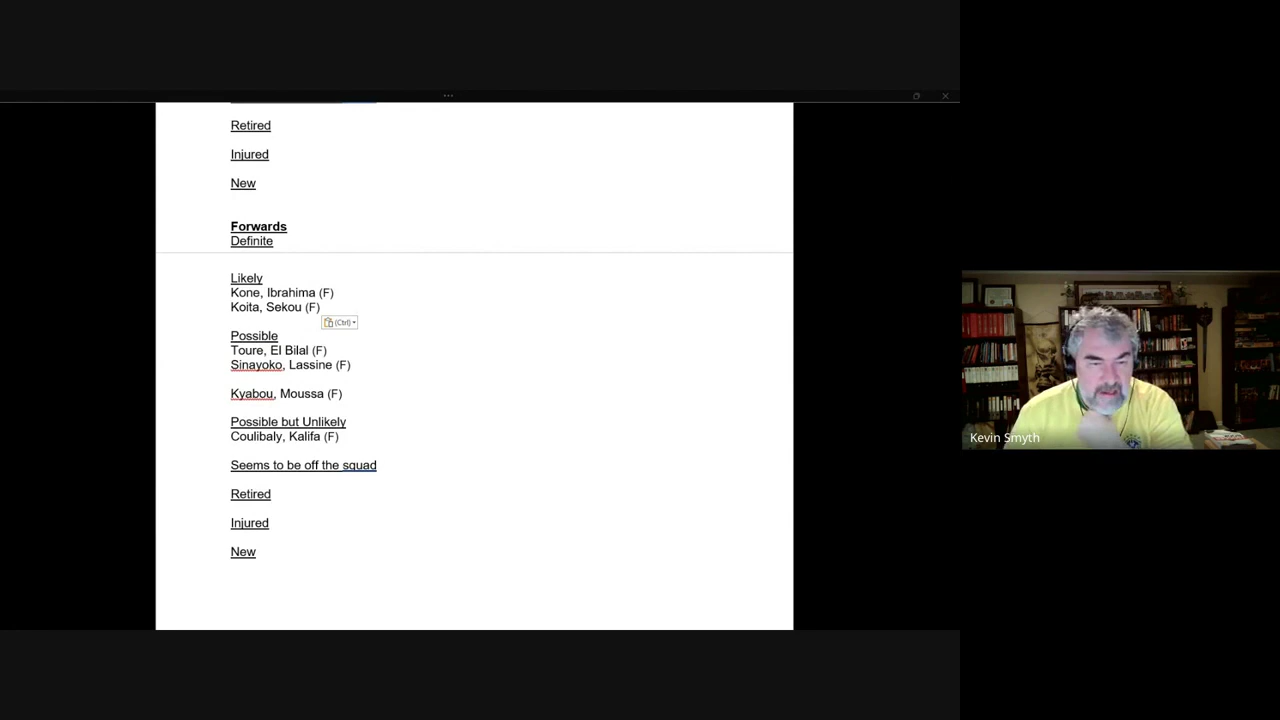 Retired
Injured
New
Forwards
Definite
Likely
Kone, Ibrahima (F)
Koita, Sekou (F)
(Ctrl)
Possible
Toure, El Bilal (F)
Sinayoko, Lassine (F)
Kyabou, Moussa (F)
Possible but Unlikely
Coulibaly, Kalifa (F)
Seems to be off the squad
Retired
Injured
New
Kevin Smyth